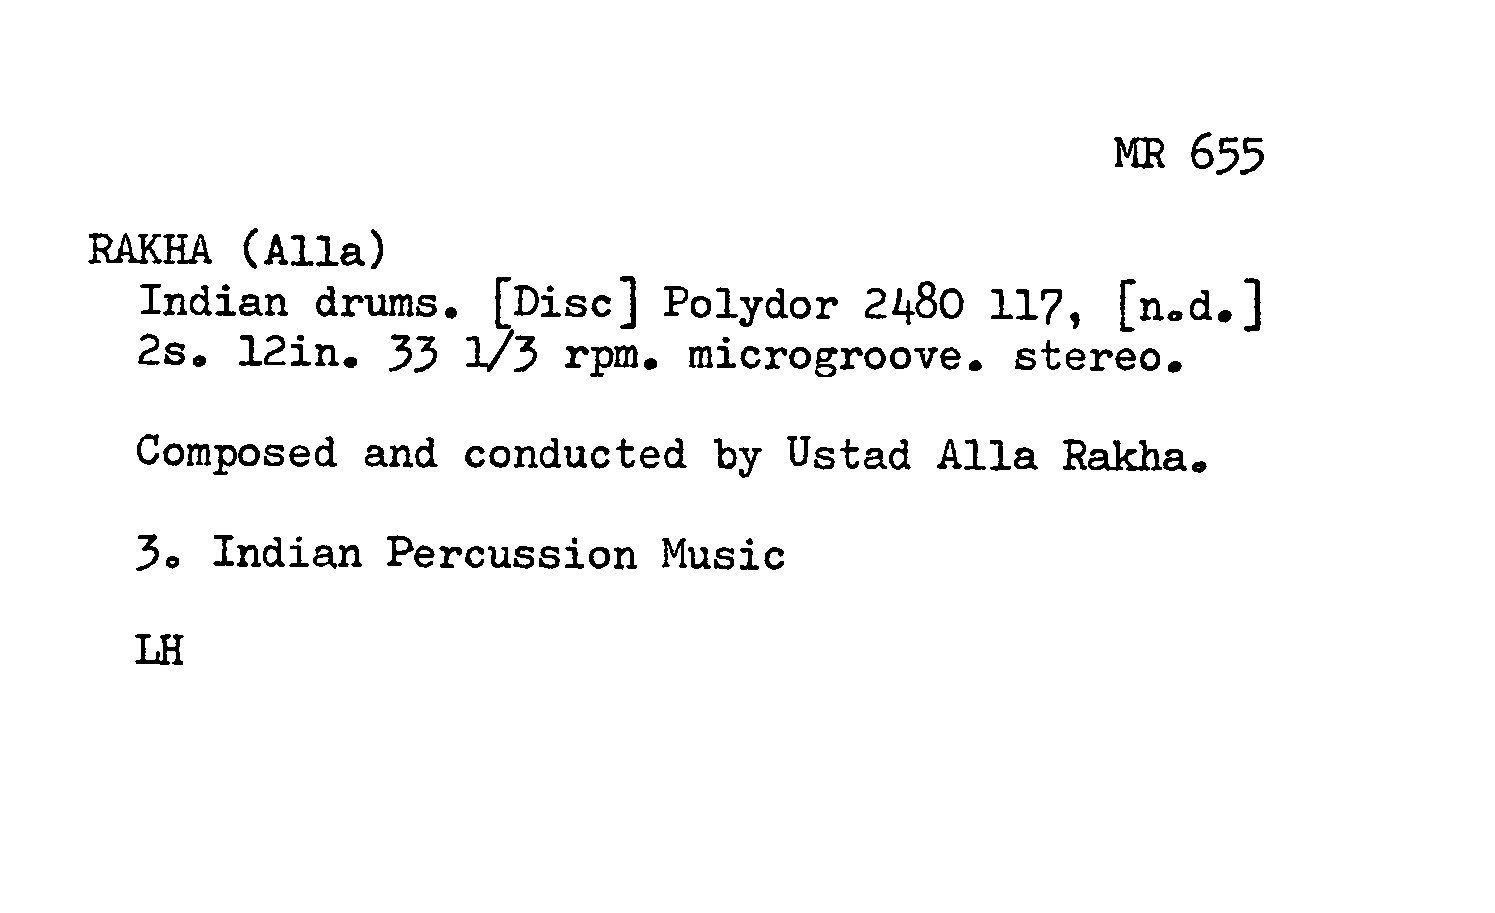 MR 655
RAKHA (Alla)
Indian drums. [Disc] Polydor 2480 117, [n.d.]
2s. 12in. 33 1/3 rpm. microgroove. stereo.
Composed and conducted by Ustad Alla Rakha.
3. Indian Percussion Music
LH